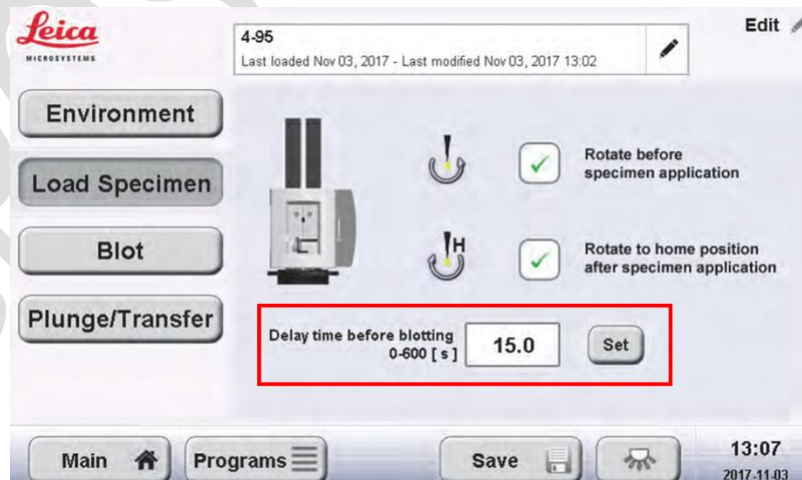 Leica
MICROSYSTEMS
4-95
Last loaded Nov 03, 2017 - Last modified Nov 03, 2017 13:02
Edit
Environment
Load Specimen
Blot
Plunge/Transfer
Rotate before
specimen application
H
Rotate to home position
after specimen application
Delay time before blotting
0-600 [ s ]
15.0
Set
Main
Programs
Save
13:07
2017-11-03